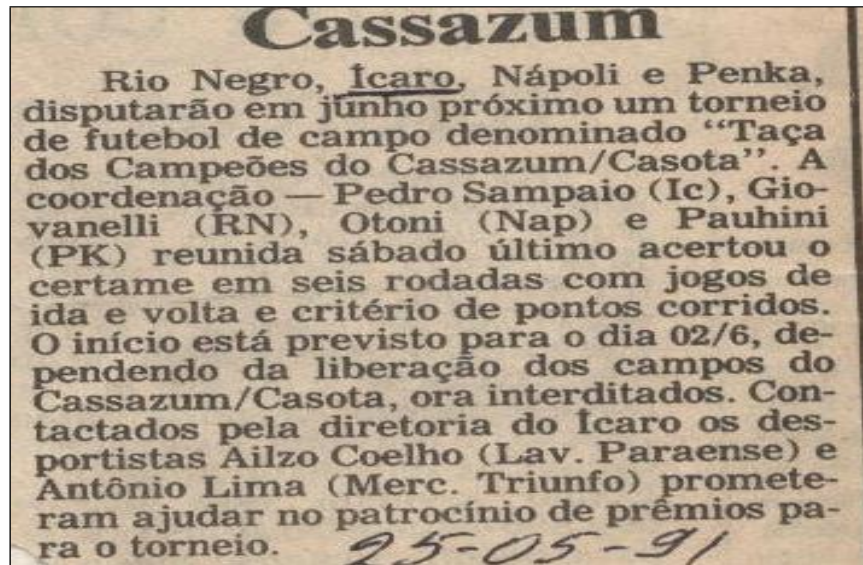 Cassazum
Rio Negro, Ícaro, Nápoli e Penka,
disputarão em junho próximo um torneio
de futebol de campo denominado “Taça
dos Campeões do Cassazum/Casota”. A
coordenação — Pedro Sampaio (Ic), Gio-
vanelli (RN), Otoni (Nap) e Pauhini
(PK) reunida sábado último acertou o
certame em seis rodadas com jogos de
ida e volta e critério de pontos corridos.
O início está previsto para o dia 02/6, de-
pendendo da liberação dos campos do
Cassazum/Casota, ora interditados. Con-
tactados pela diretoria do Ícaro os des-
portistas Ailzo Coelho (Lav. Paraense) e
Antônio Lima (Merc. Triunfo) promete-
ram ajudar no patrocínio de prêmios pa-
ra o torneio.
25-05-91